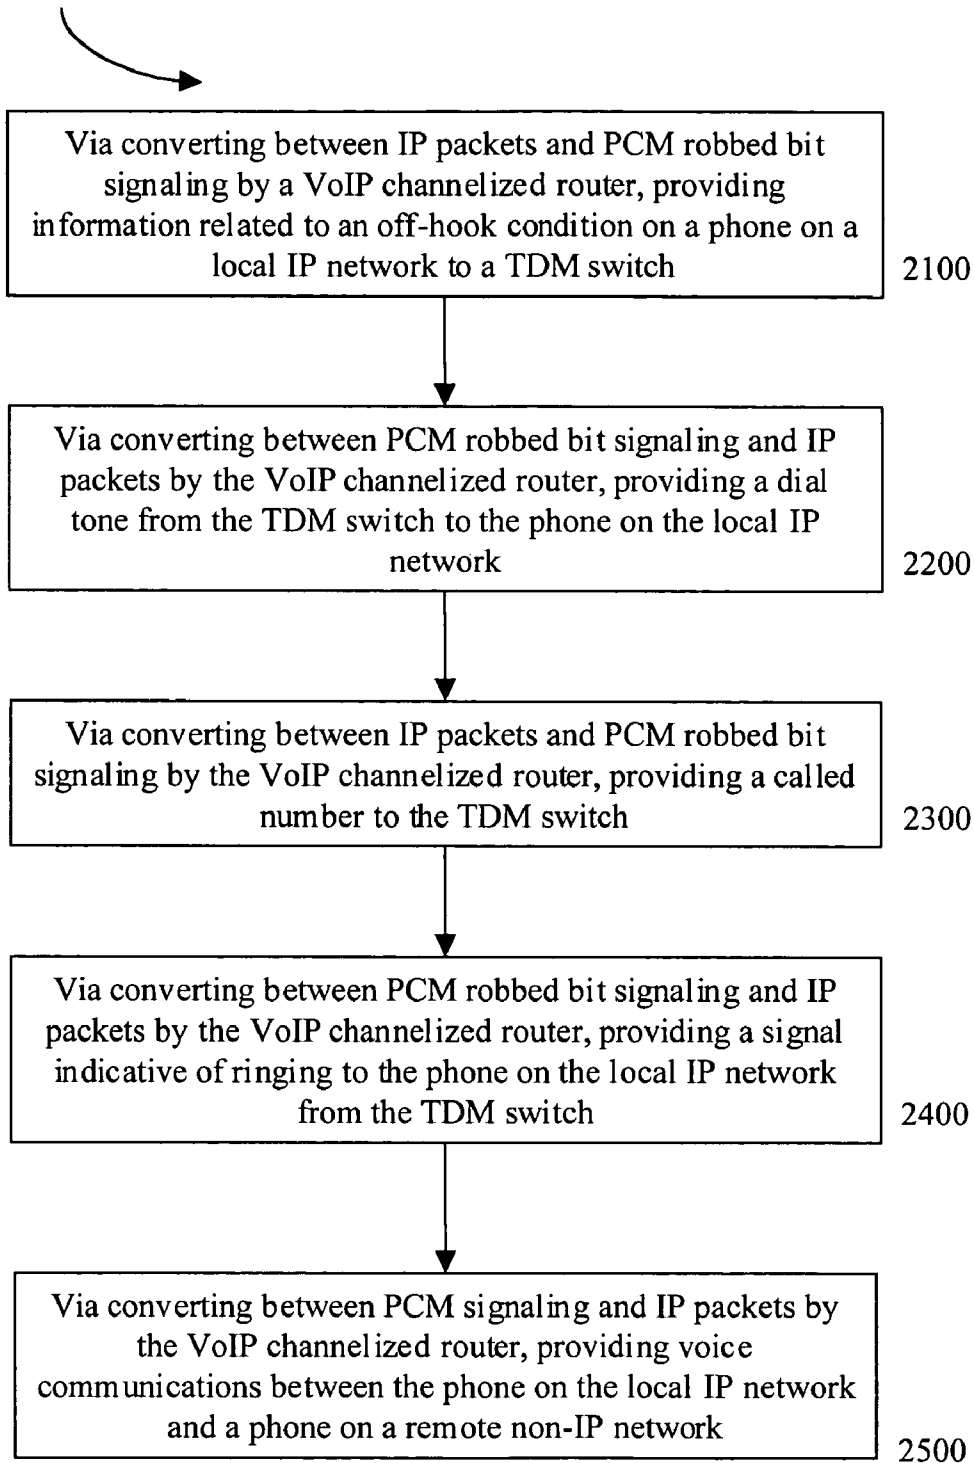 Via converting between IP packets and PCM robbed bit
signaling by a VoIP channelized router, providing
information related to an off-hook condition on a phone on a
local IP network to a TDM switch
2100
Via converting between PCM robbed bit signaling and IP
packets by the VoIP channelized router, providing a dial
tone from the TDM switch to the phone on the local IP
network
2200
Via converting between IP packets and PCM robbed bit
signaling by the VoIP channelized router, providing a called
number to the TDM switch
2300
Via converting between PCM robbed bit signaling and IP
packets by the VoIP channelized router, providing a signal
indicative of ringing to the phone on the local IP network
from the TDM switch
2400
Via converting between PCM signaling and IP packets by
the VoIP channelized router, providing voice
communications between the phone on the local IP network
and a phone on a remote non-IP network
2500